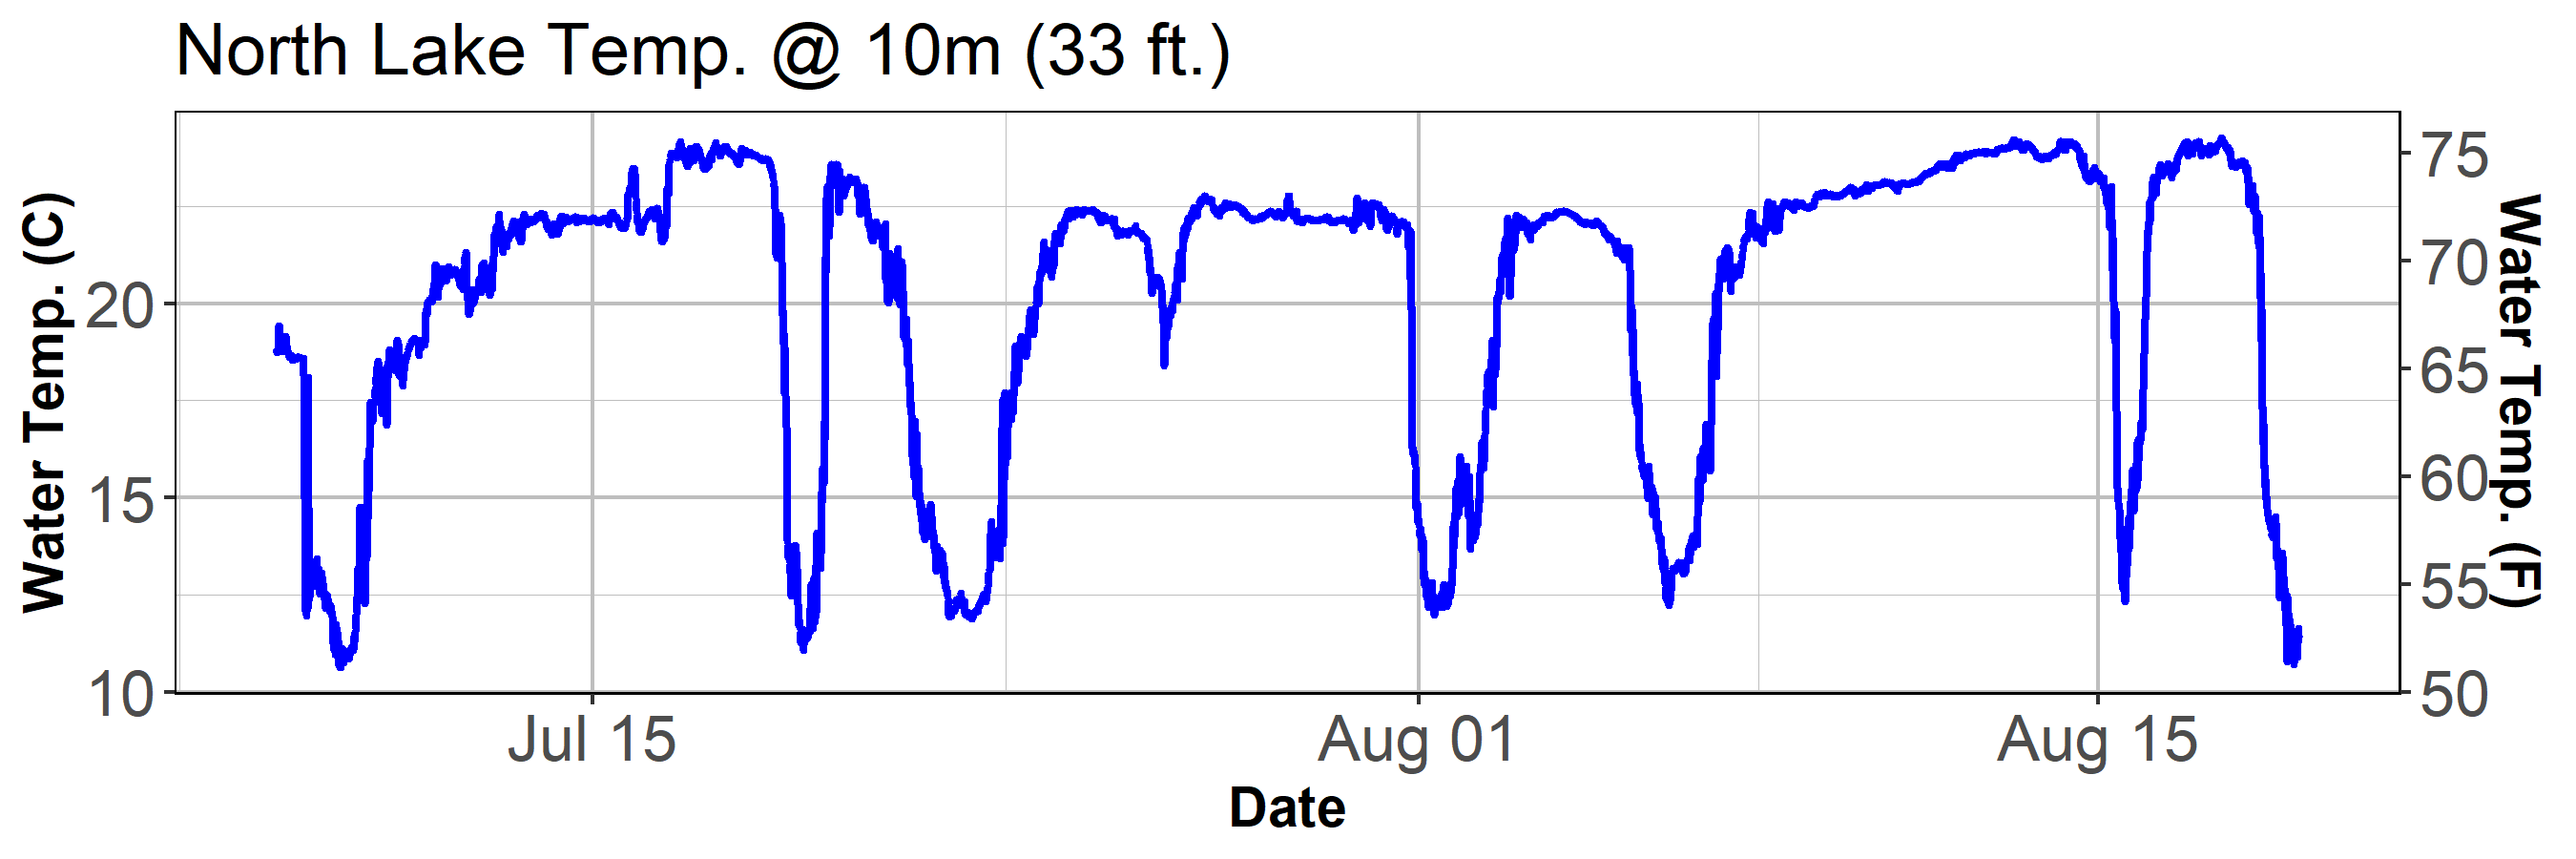 North Lake Temp. @ 10m (33 ft.)
Water Temp. (C)
20
15
10
75
70
65
60
55
50
Water Temp. (F)
Jul 15
Aug 01
Aug 15
Date